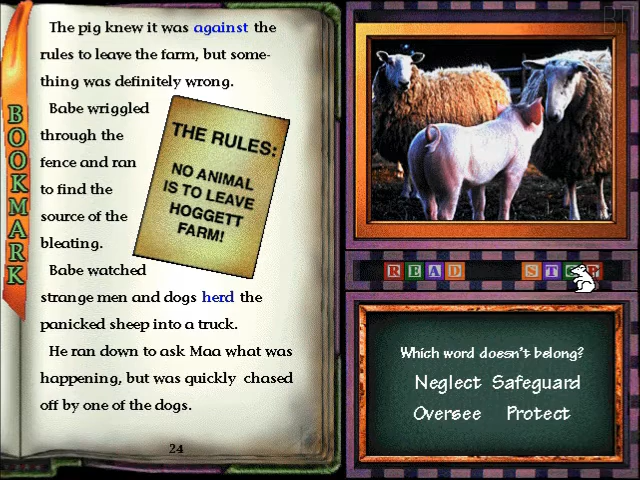 The pig knew it was against the
rules to leave the farm, but some-
thing was definitely wrong.
Babe wriggled
through the
fence and ran
to find the
source of the
bleating.
Babe watched
strange men and dogs herd the
panicked sheep into a truck.
He ran down to ask Maa what was
happening, but was quickly chased
off by one of the dogs.
24
BOOKMARK
THE RULES:
NO ANIMAL
IS TO LEAVE
HOGGETT
FARM!
READ
Which word doesn't belong?
Neglect Safeguard
Oversee Protect